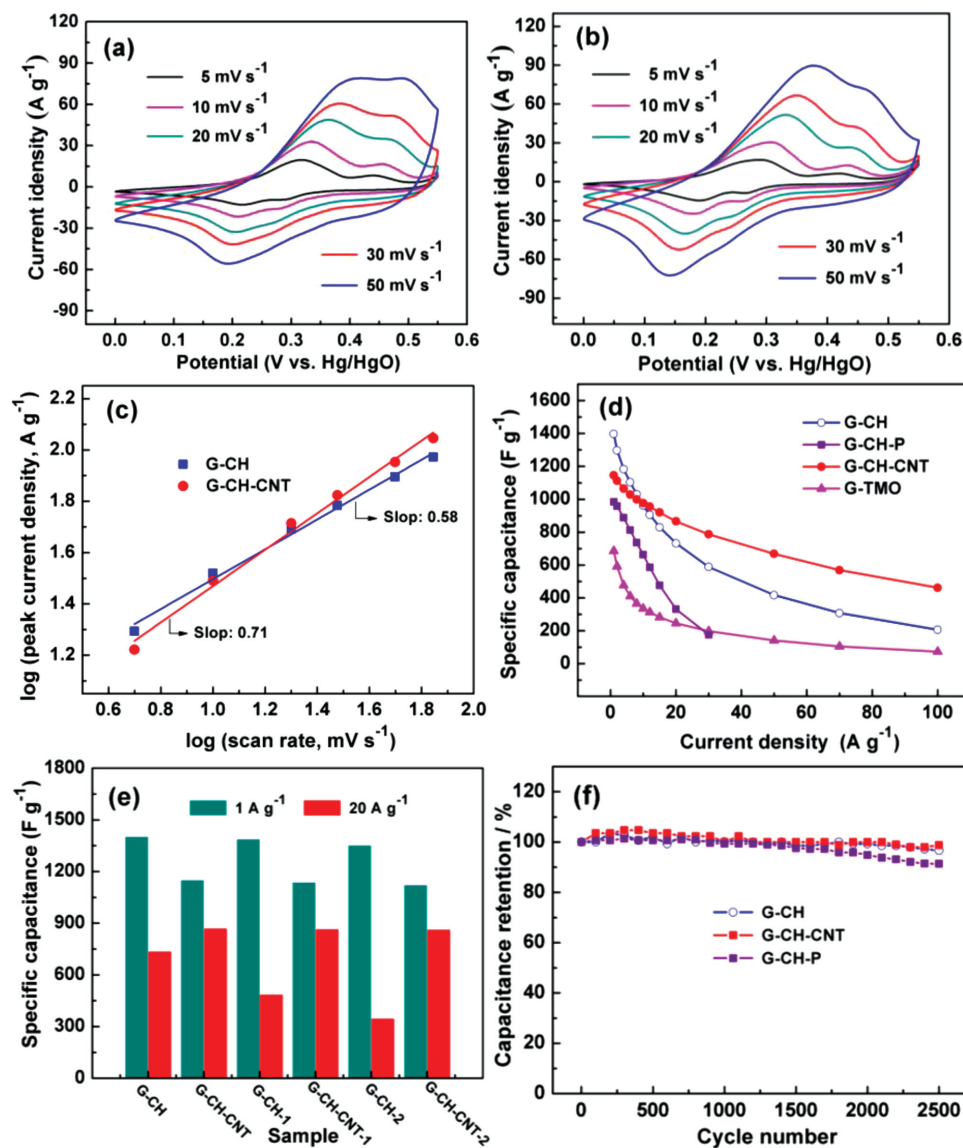 (a)
120
90
60
30
0
-30
-60
-90
Current idensity (A g⁻¹)
5 mV s⁻¹
10 mV s⁻¹
20 mV s⁻¹
30 mV s⁻¹
50 mV s⁻¹
0.0 0.1 0.2 0.3 0.4 0.5 0.6
Potential (V vs. Hg/HgO)
(b)
120
90
60
30
0
-30
-60
-90
Current idensity (A g⁻¹)
5 mV s⁻¹
10 mV s⁻¹
20 mV s⁻¹
30 mV s⁻¹
50 mV s⁻¹
0.0 0.1 0.2 0.3 0.4 0.5 0.6
Potential (V vs. Hg/HgO)
(c)
2.2
2.0
1.8
1.6
1.4
1.2
log (peak current density, A g⁻¹)
G-CH
G-CH-CNT
Slop: 0.58
Slop: 0.71
0.6 0.8 1.0 1.2 1.4 1.6 1.8 2.0
log (scan rate, mV s⁻¹)
(d)
1600
1400
1200
1000
800
600
400
200
0
Specific capacitance (F g⁻¹)
G-CH
G-CH-P
G-CH-CNT
G-TMO
0 20 40 60 80 100
Current density (A g⁻¹)
(e)
1800
1500
1200
900
600
300
0
Specific capacitance (F g⁻¹)
1 A g⁻¹
20 A g⁻¹
G-CH
G-CH-CNT
G-CH-1
G-CH-CNT-1
G-CH-2
G-CH-CNT-2
Sample
(f)
120
100
80
60
40
20
0
Capacitance retention / %
G-CH
G-CH-CNT
G-CH-P
0 500 1000 1500 2000 2500
Cycle number